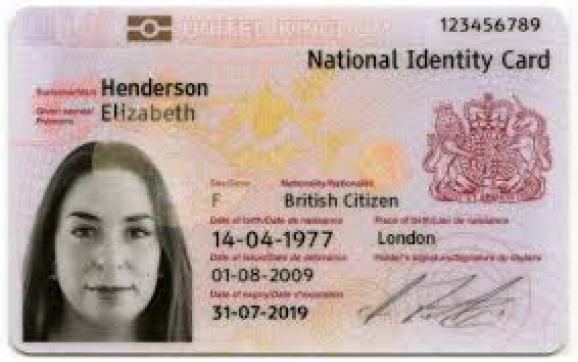 UNITED KINGDOM
123456789
National Identity Card
Surname/Nom Henderson
Given names/Prénoms Elizabeth
Sex/Sexe Nationality/Nationalité
F British Citizen
Date of birth/Date de naissance Place of birth/Lieu de naissance
14-04-1977 London
Date of issue/Date de délivrance Holder's signature/Signature du titulaire
01-08-2009
Date of expiry/Date d'expiration
31-07-2019